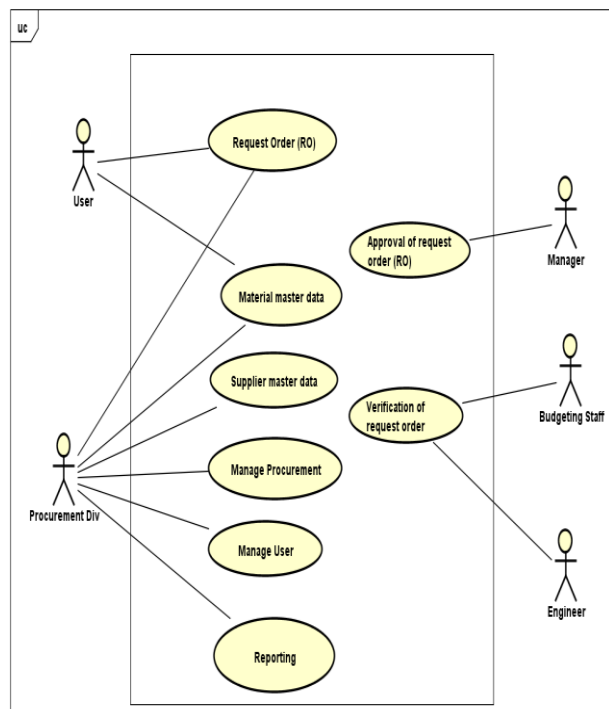 uc
Request Order (RO)
User
Approval of request
order (RO)
Manager
Material master data
Supplier master data
Verification of
request order
Budgeting Staff
Manage Procurement
Procurement Div
Manage User
Engineer
Reporting